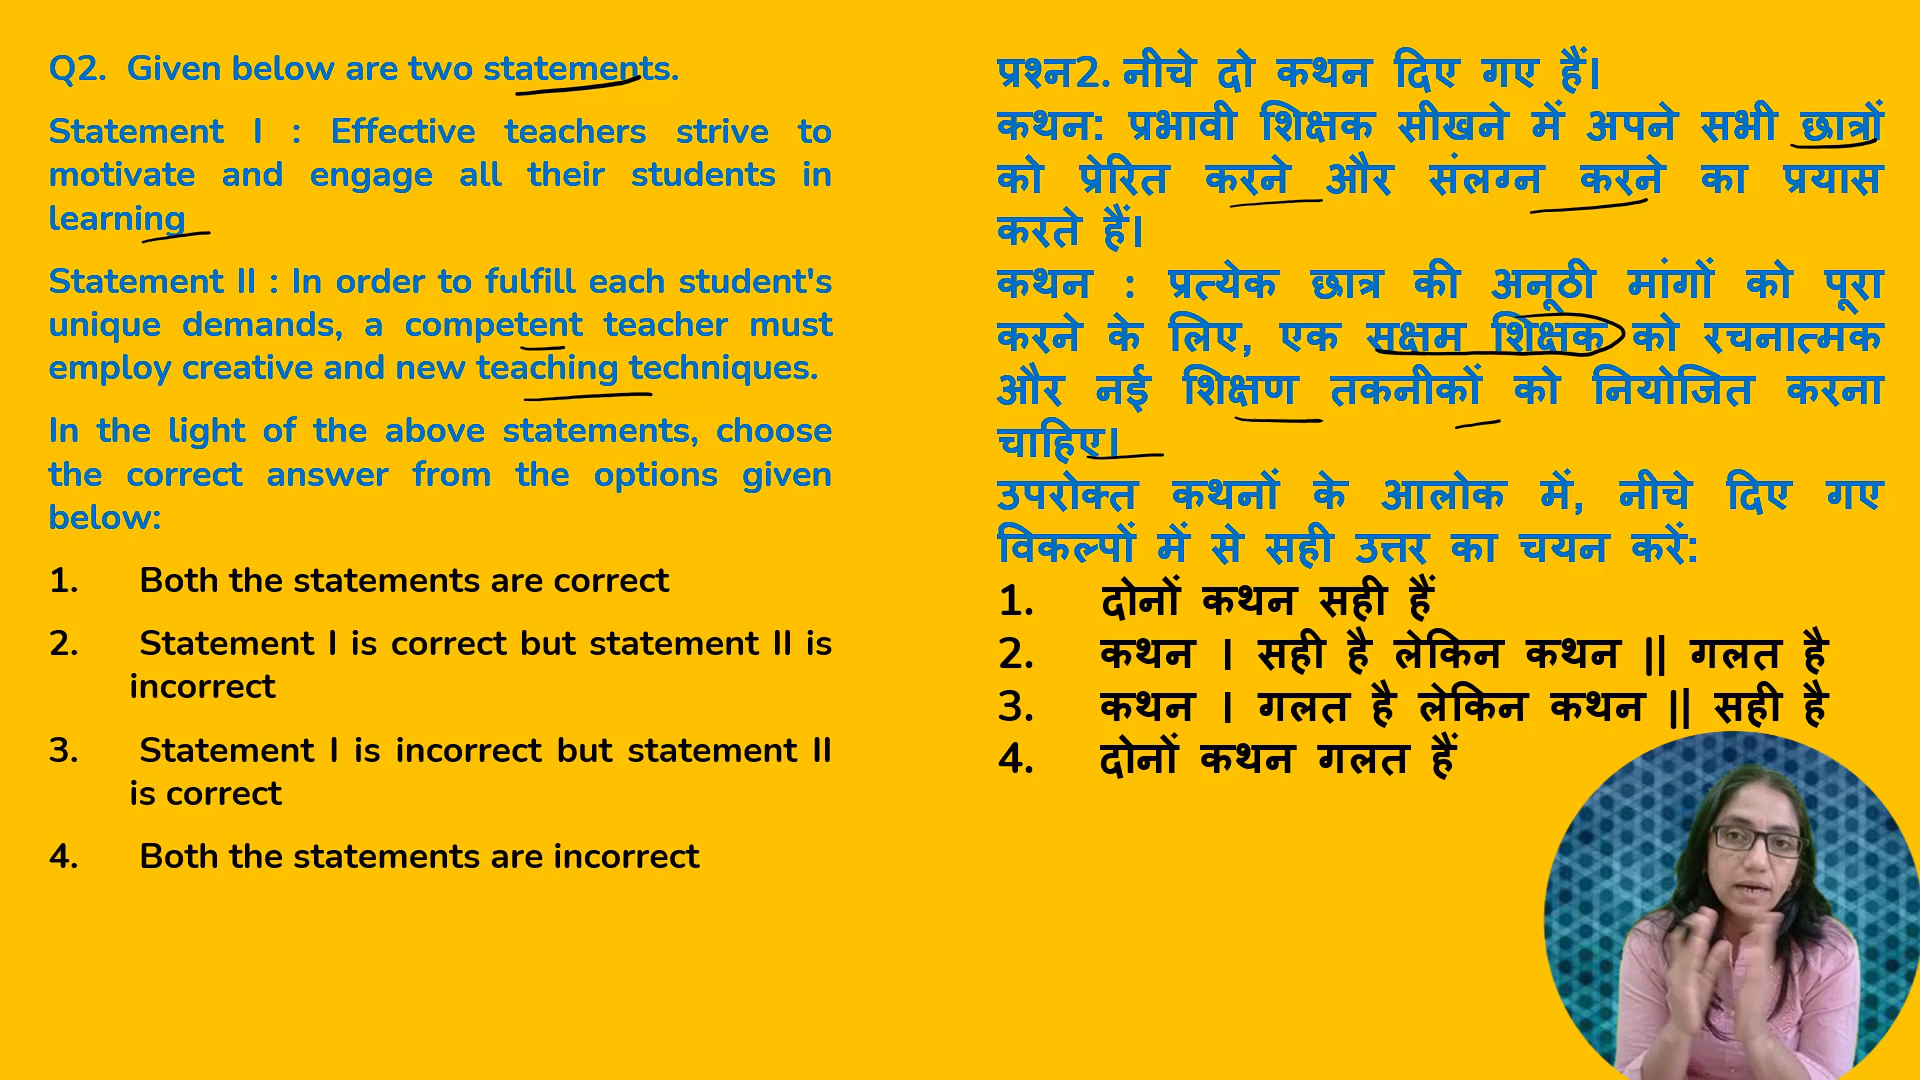 Q2. Given below are two statements.
Statement I : Effective teachers strive to
motivate and engage all their students in
learning
Statement II : In order to fulfill each student's
unique demands, a competent teacher must
employ creative and new teaching techniques.
In the light of the above statements, choose
the correct answer from the options given
below:
1. Both the statements are correct
2. Statement I is correct but statement II is
incorrect
3. Statement I is incorrect but statement II
is correct
4. Both the statements are incorrect
प्रश्न2. नीचे दो कथन दिए गए हैं।
कथन: प्रभावी शिक्षक सीखने में अपने सभी छात्रों
को प्रेरित करने और संलग्न करने का प्रयास
करते हैं।
कथन : प्रत्येक छात्र की अनूठी मांगों को पूरा
करने के लिए, एक सक्षम शिक्षक को रचनात्मक
और नई शिक्षण तकनीकों को नियोजित करना
चाहिए।
उपरोक्त कथनों के आलोक में, नीचे दिए गए
विकल्पों में से सही उत्तर का चयन करें:
1. दोनों कथन सही हैं
2. कथन । सही है लेकिन कथन || गलत है
3. कथन । गलत है लेकिन कथन || सही है
4. दोनों कथन गलत हैं